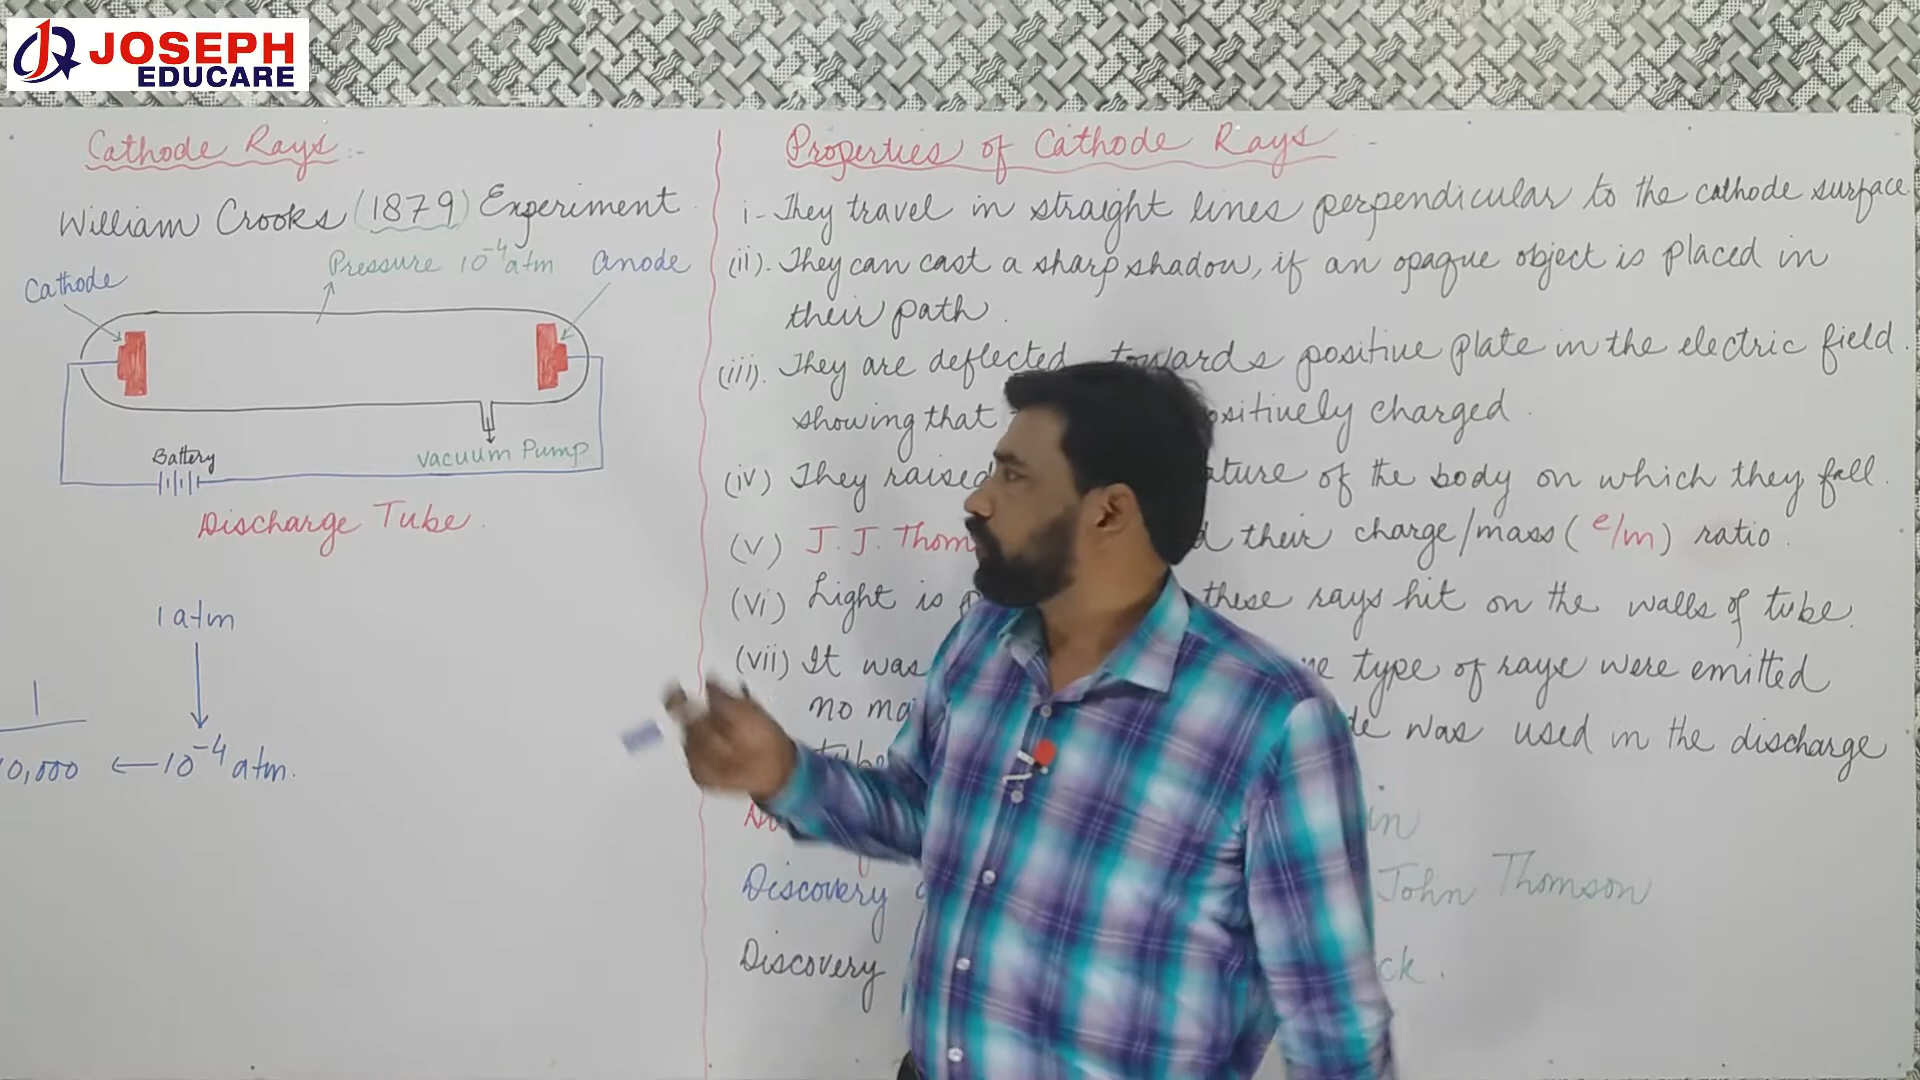 JOSEPH
EDUCARE
Cathode Rays :-
William Crooks (1879) Experiment
Pressure 10⁻⁴ atm
anode
Cathode
Battery
Vacuum Pump
Discharge Tube.
1 atm
1
0,000 ← 10⁻⁴ atm.
Properties of Cathode Rays -
i - They travel in straight lines perpendicular to the cathode surface
(ii). They can cast a sharp shadow, if an opaque object is placed in
their path.
(iii). They are deflected towards positive plate in the electric field.
showing that ositively charged.
(iv) They raised ature of the body on which they fall.
(v) J. J. Thom d their charge/mass (e/m) ratio.
(vi) Light is these rays hit on the walls of tube.
(vii) It was type of rays were emitted
no ma de was used in the discharge
tube
in
Discovery John Thomson
Discovery ck.